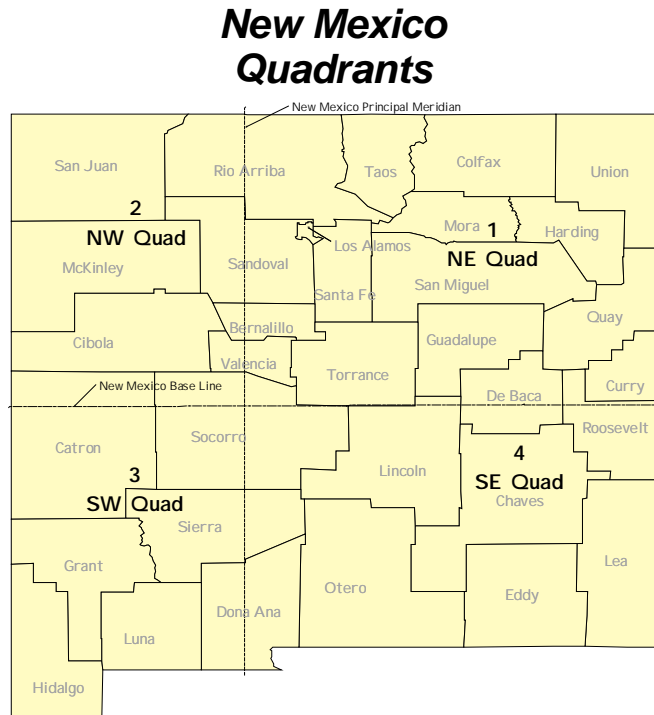 New Mexico
Quadrants
New Mexico Principal Meridian
San Juan
Rio Arriba
Taos
Colfax
Union
2
NW Quad
McKinley
Sandoval
Los Alamos
Mora
1
Harding
NE Quad
Santa Fe
San Miguel
Cibola
Bernalillo
Valencia
Torrance
Guadalupe
Quay
New Mexico Base Line
De Baca
Curry
Roosevelt
Catron
Socorro
Lincoln
4
SE Quad
Chaves
3
SW Quad
Sierra
Grant
Luna
Dona Ana
Otero
Eddy
Lea
Hidalgo